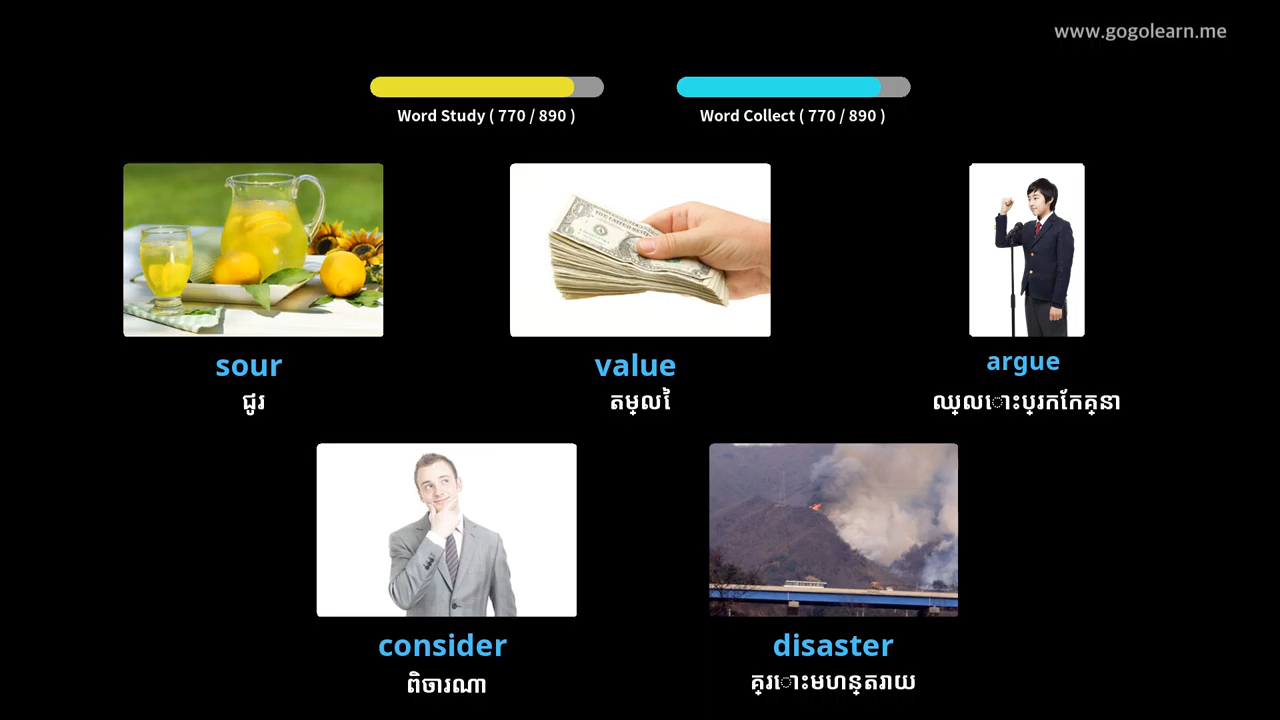 www.gogolearn.me
Word Study ( 770 / 890 )
Word Collect ( 770 / 890 )
sour
ជូរ
value
តម្លៃ
argue
ឈ្លោះប្រកែកគ្នា
consider
ពិចារណា
disaster
គ្រោះមហន្តរាយ